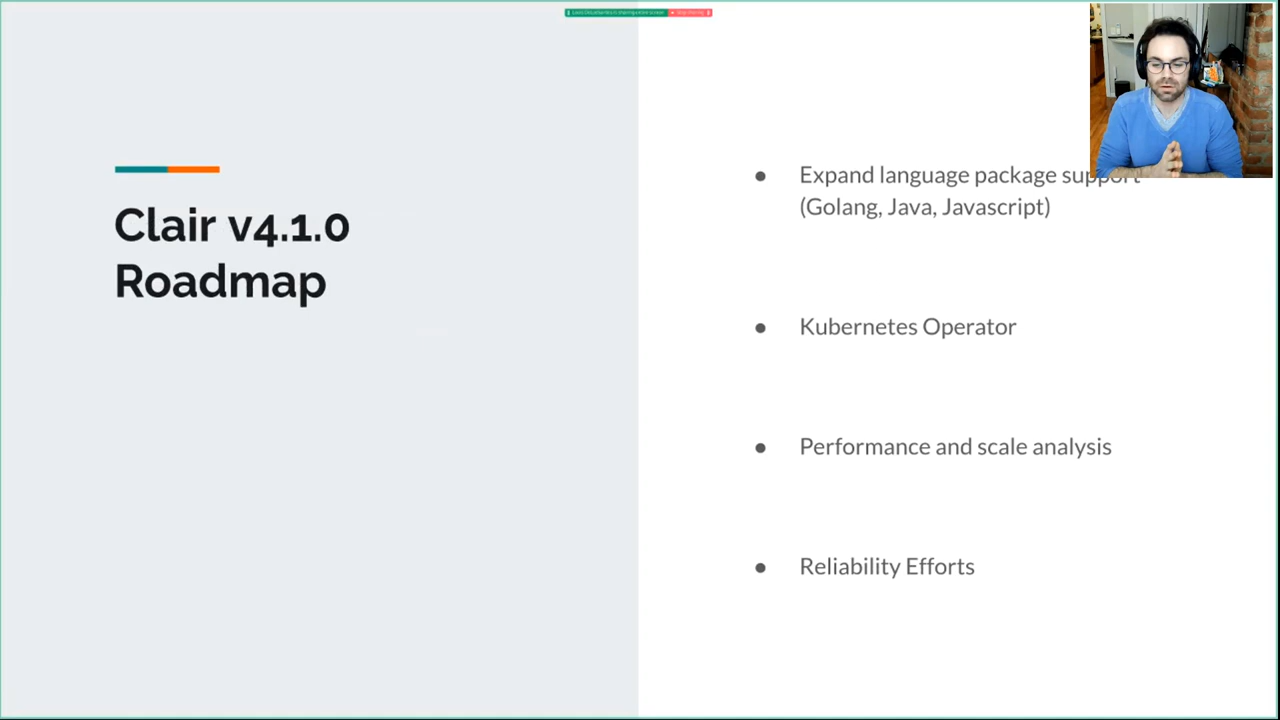 Clair v4.1.0
Roadmap
● Expand language package support
(Golang, Java, Javascript)
● Kubernetes Operator
● Performance and scale analysis
● Reliability Efforts